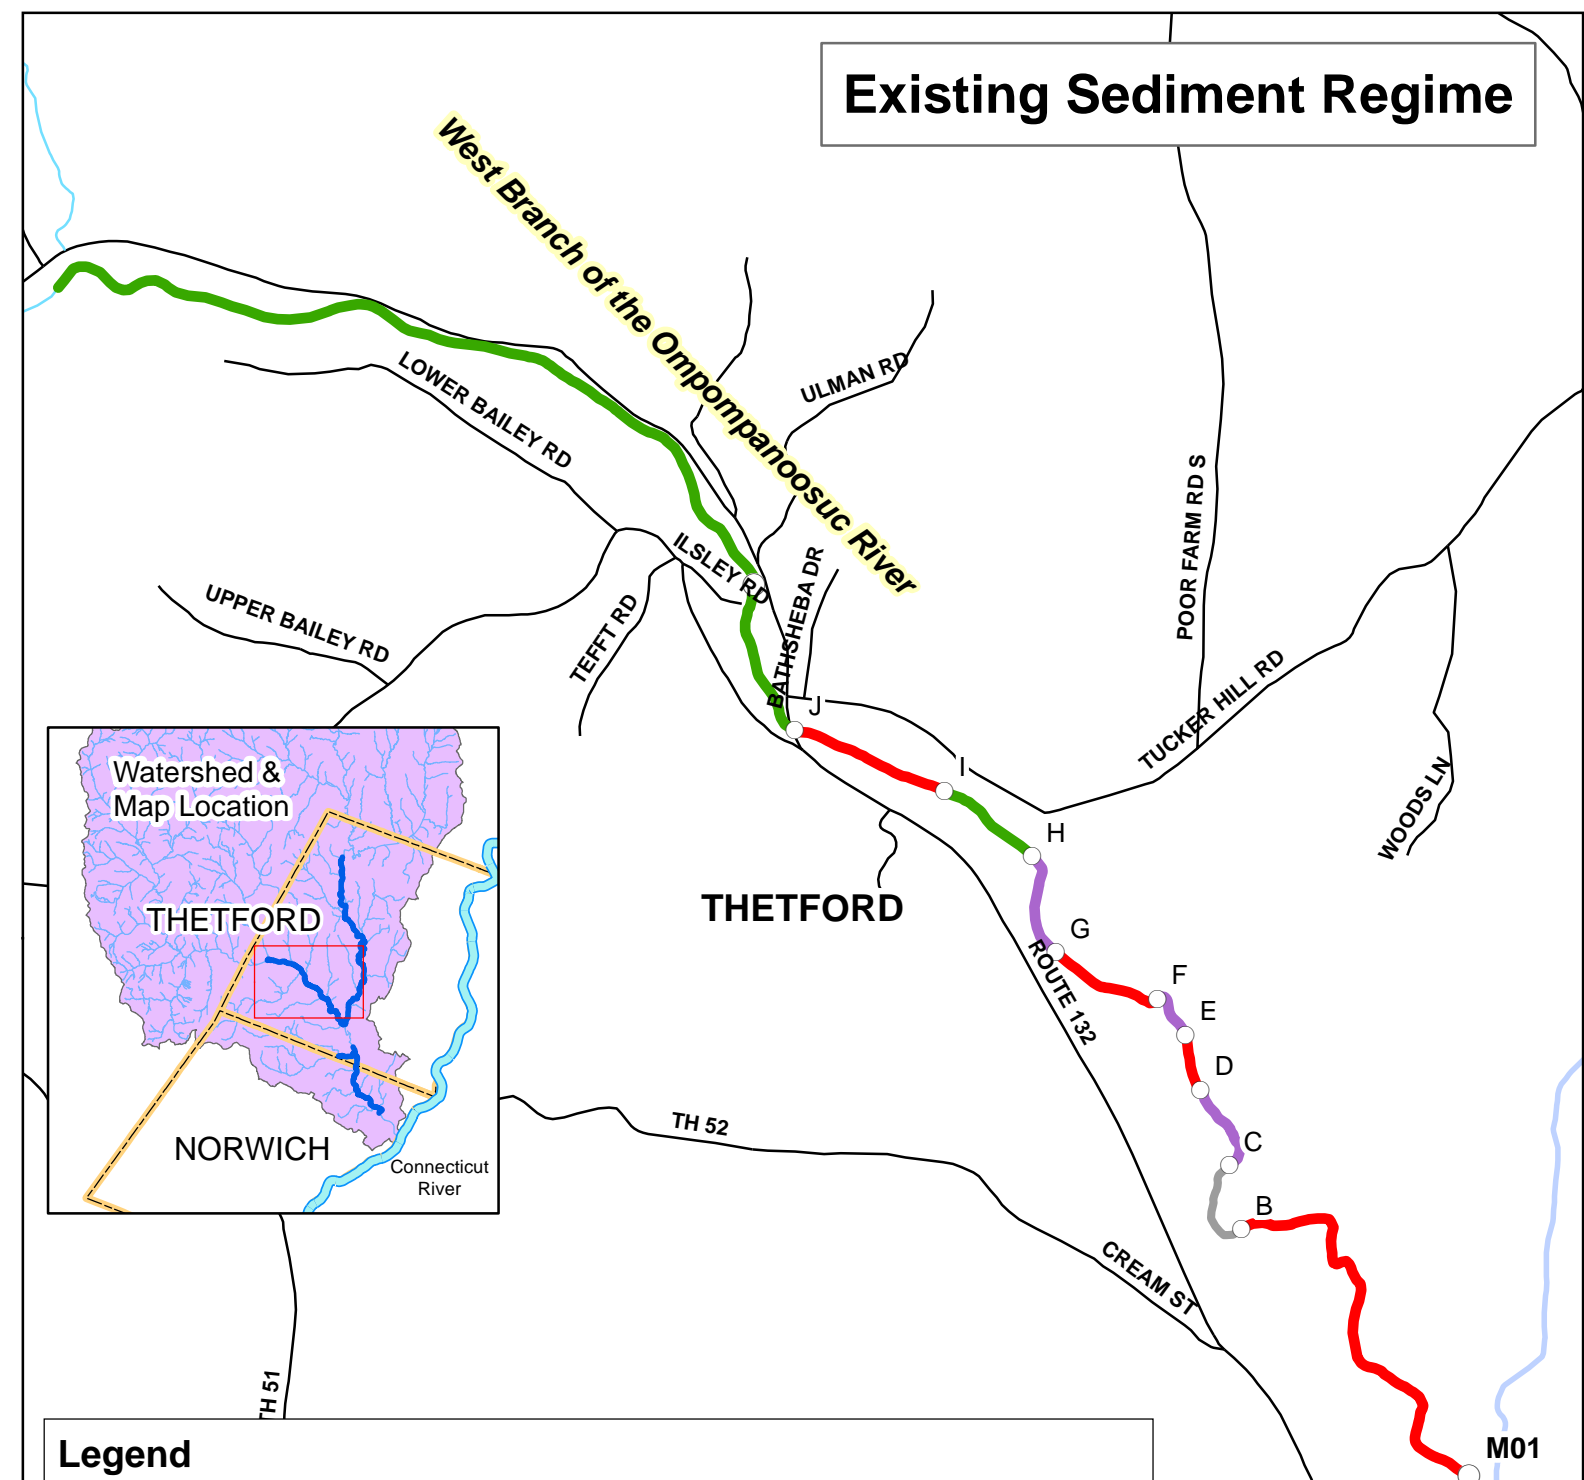 Existing Sediment Regime
West Branch of the Ompompanoosuc River
ULMAN RD
LOWER BAILEY RD
POOR FARM RD S
ILSLEY RD
BATHSHEBA DR
UPPER BAILEY RD
TEFFT RD
TUCKER HILL RD
J
I
WOODS LN
H
Watershed &
Map Location
THETFORD
NORWICH
Connecticut
River
THETFORD
G
ROUTE 132
F
E
D
TH 52
C
B
CREAM ST
TH 51
M01
Legend